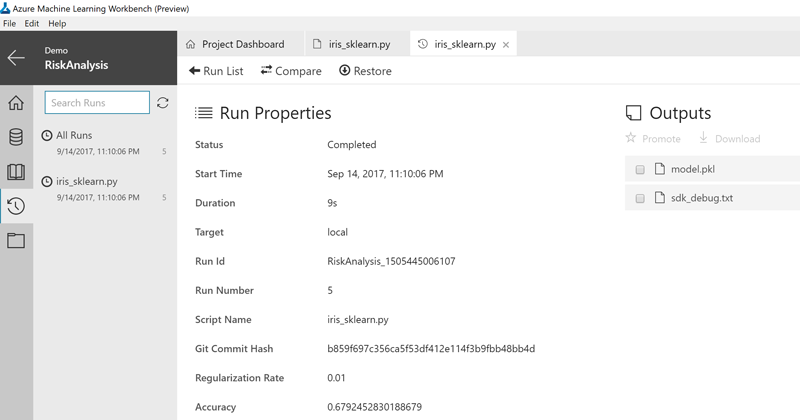 Azure Machine Learning Workbench (Preview)
File Edit Help
Demo
RiskAnalysis
Project Dashboard iris_sklearn.py iris_sklearn.py
Run List Compare Restore
Search Runs
All Runs
9/14/2017, 11:10:06 PM 5
iris_sklearn.py
9/14/2017, 11:10:06 PM 5
Run Properties
Status Completed
Start Time Sep 14, 2017, 11:10:06 PM
Duration 9s
Target local
Run Id RiskAnalysis_1505445006107
Run Number 5
Script Name iris_sklearn.py
Git Commit Hash b859f697c356ca5f53df412e114f3b9fbb48bb4d
Regularization Rate 0.01
Accuracy 0.6792452830188679
Outputs
Promote Download
model.pkl
sdk_debug.txt